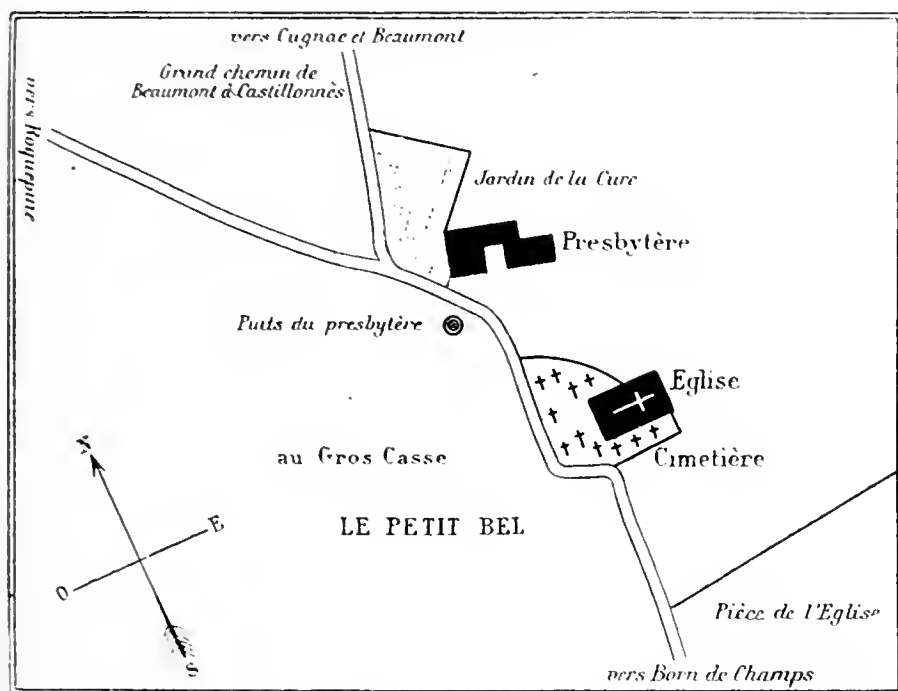 vers Cugnac et Beaumont
Grand chemin de
Beaumont à Castillonnès
vers Roquepine
Jardin de la Cure
Presbytère
Puits du presbytère
Eglise
Cimetière
au Gros Casse
LE PETIT BEL
N
E
O
S
Pièce de l'Eglise
vers Born de Champs